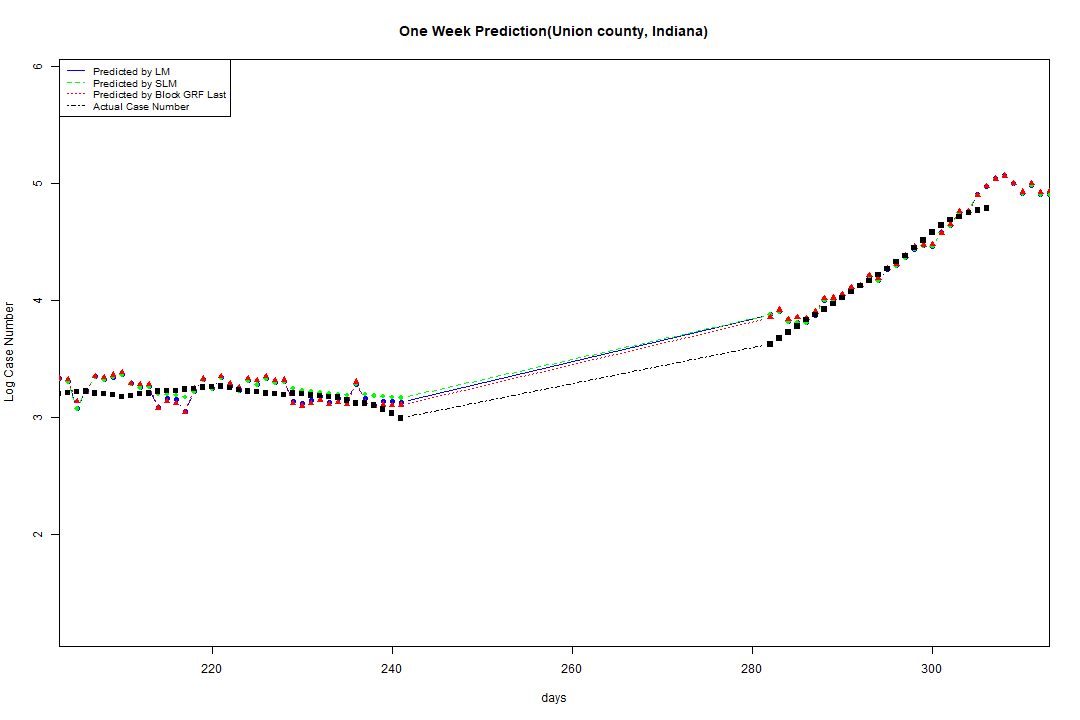 One Week Prediction(Union county, Indiana)
Predicted by LM
Predicted by SLM
Predicted by Block GRF Last
Actual Case Number
6
5
4
3
2
Log Case Number
220 240 260 280 300
days